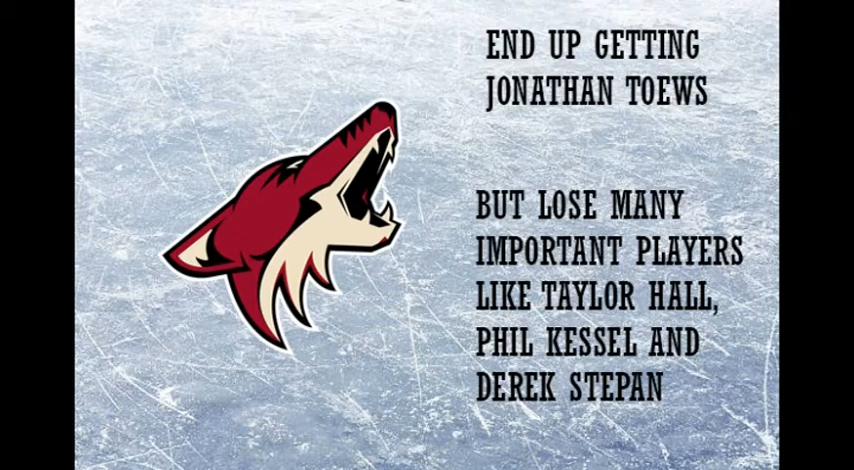 END UP GETTING
JONATHAN TOEWS
BUT LOSE MANY
IMPORTANT PLAYERS
LIKE TAYLOR HALL,
PHIL KESSEL AND
DEREK STEPAN